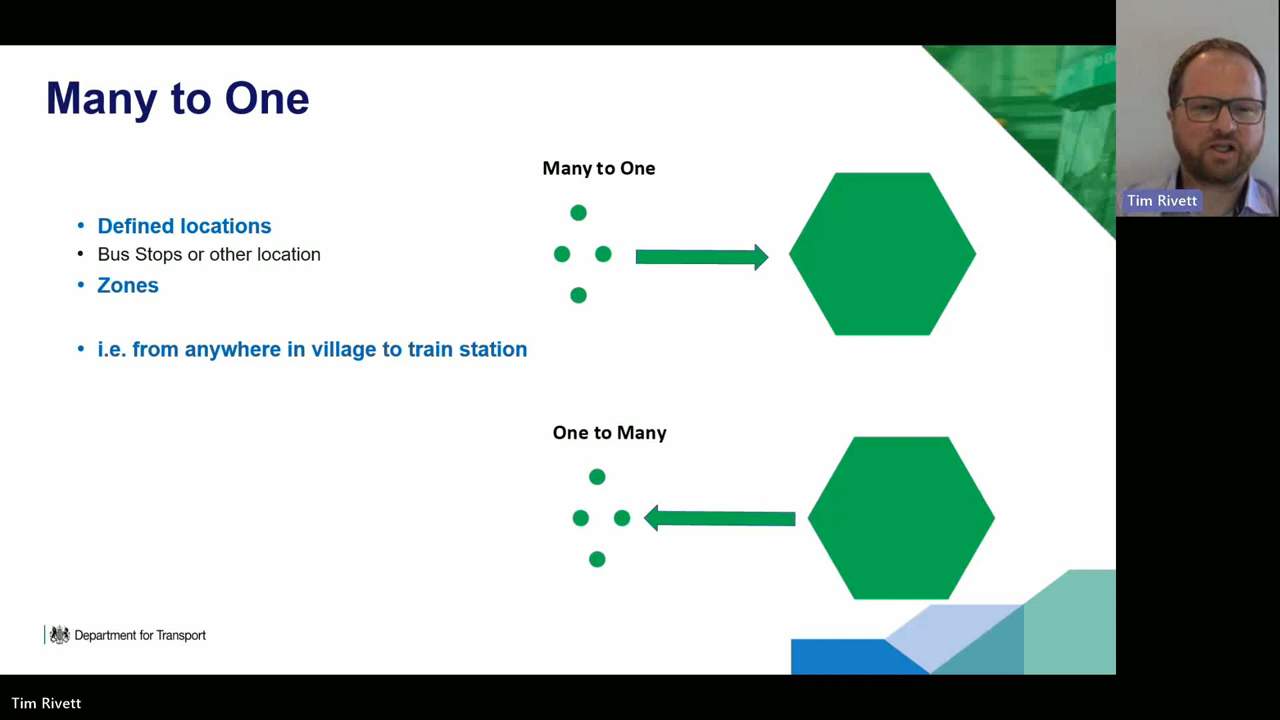 Many to One
Many to One
Defined locations
Bus Stops or other location
Zones
i.e. from anywhere in village to train station
One to Many
Department for Transport
Tim Rivett
Tim Rivett